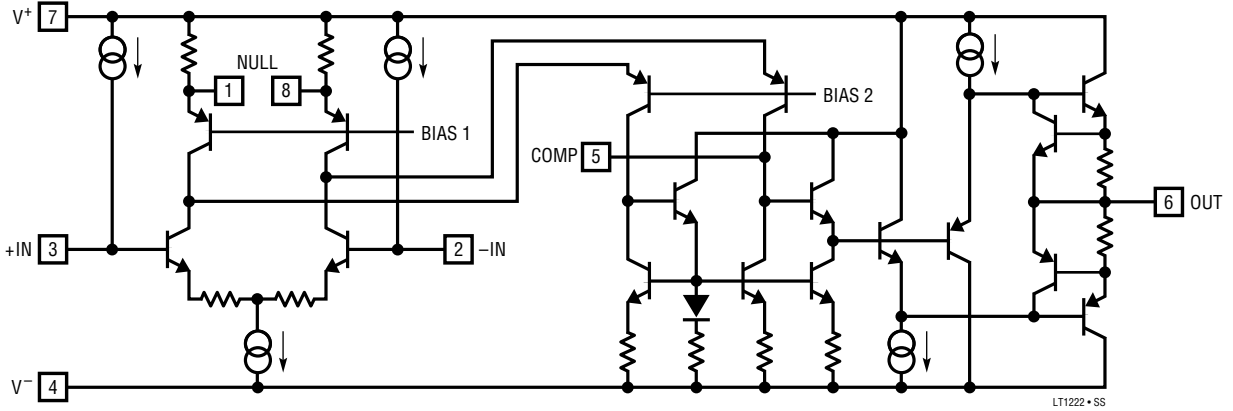 V+ 7
NULL
1
8
BIAS 1
BIAS 2
COMP 5
6 OUT
+IN 3
2 –IN
V– 4
LT1222 • SS